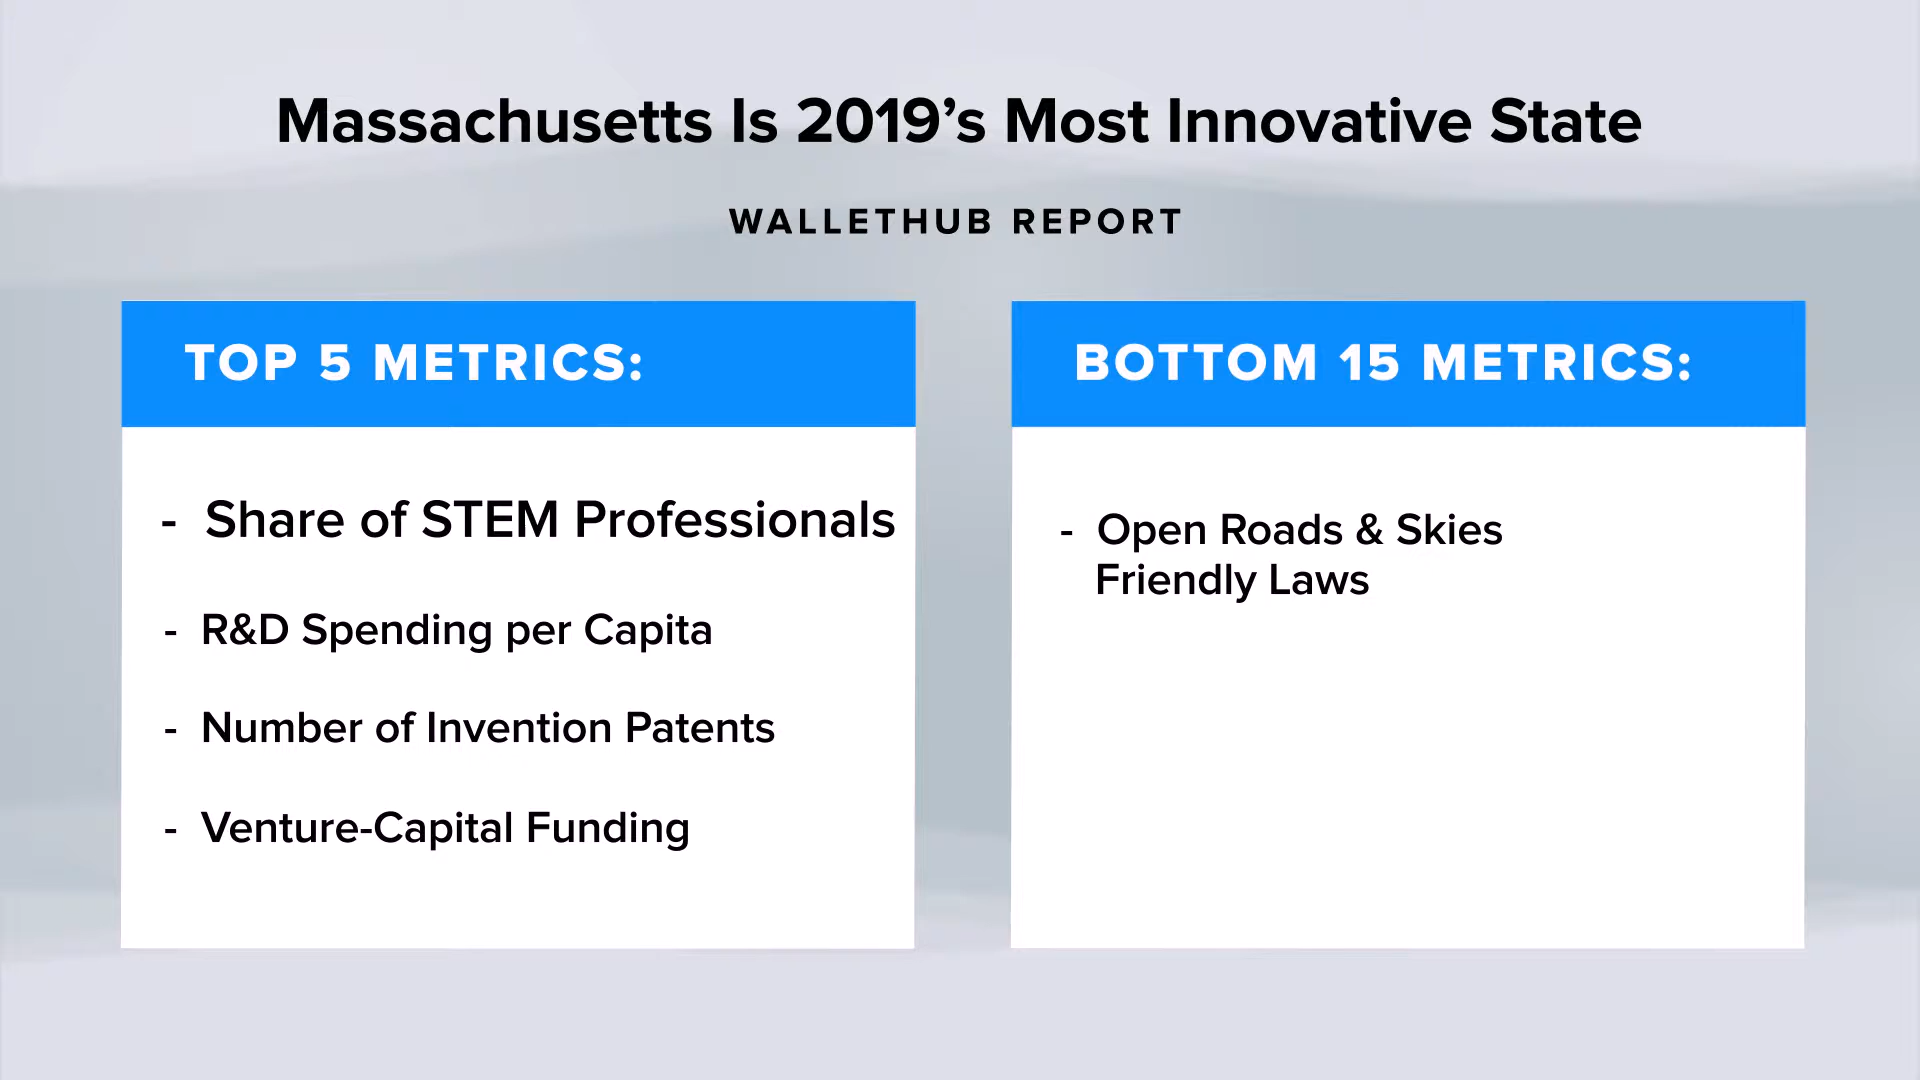 Massachusetts Is 2019’s Most Innovative State
WALLETHUB REPORT
TOP 5 METRICS:
- Share of STEM Professionals
- R&D Spending per Capita
- Number of Invention Patents
- Venture-Capital Funding
BOTTOM 15 METRICS:
- Open Roads & Skies
Friendly Laws